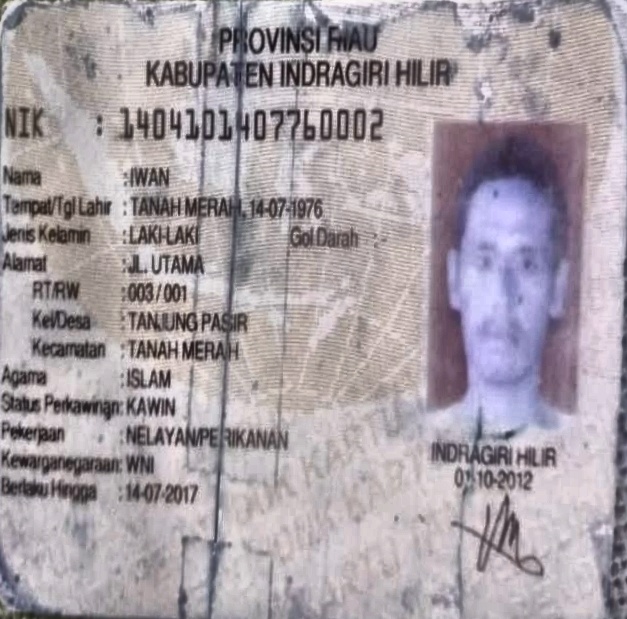 PROVINSI RIAU
KABUPATEN INDRAGIRI HILIR
NIK : 1404101407760002
Nama : IWAN
Tempat/Tgl Lahir : TANAH MERAH, 14-07-1976
Jenis Kelamin : LAKI-LAKI Gol Darah : -
Alamat : JL. UTAMA
RT/RW : 003/001
Kel/Desa : TANJUNG PASIR
Kecamatan : TANAH MERAH
Agama : ISLAM
Status Perkawinan: KAWIN
Pekerjaan : NELAYAN/PERIKANAN
Kewarganegaraan: WNI
Berlaku Hingga : 14-07-2017
INDRAGIRI HILIR
01-10-2012